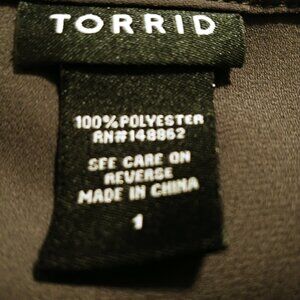 TORRID
100% POLYESTER
RN#148862
SEE CARE ON
REVERSE
MADE IN CHINA
1